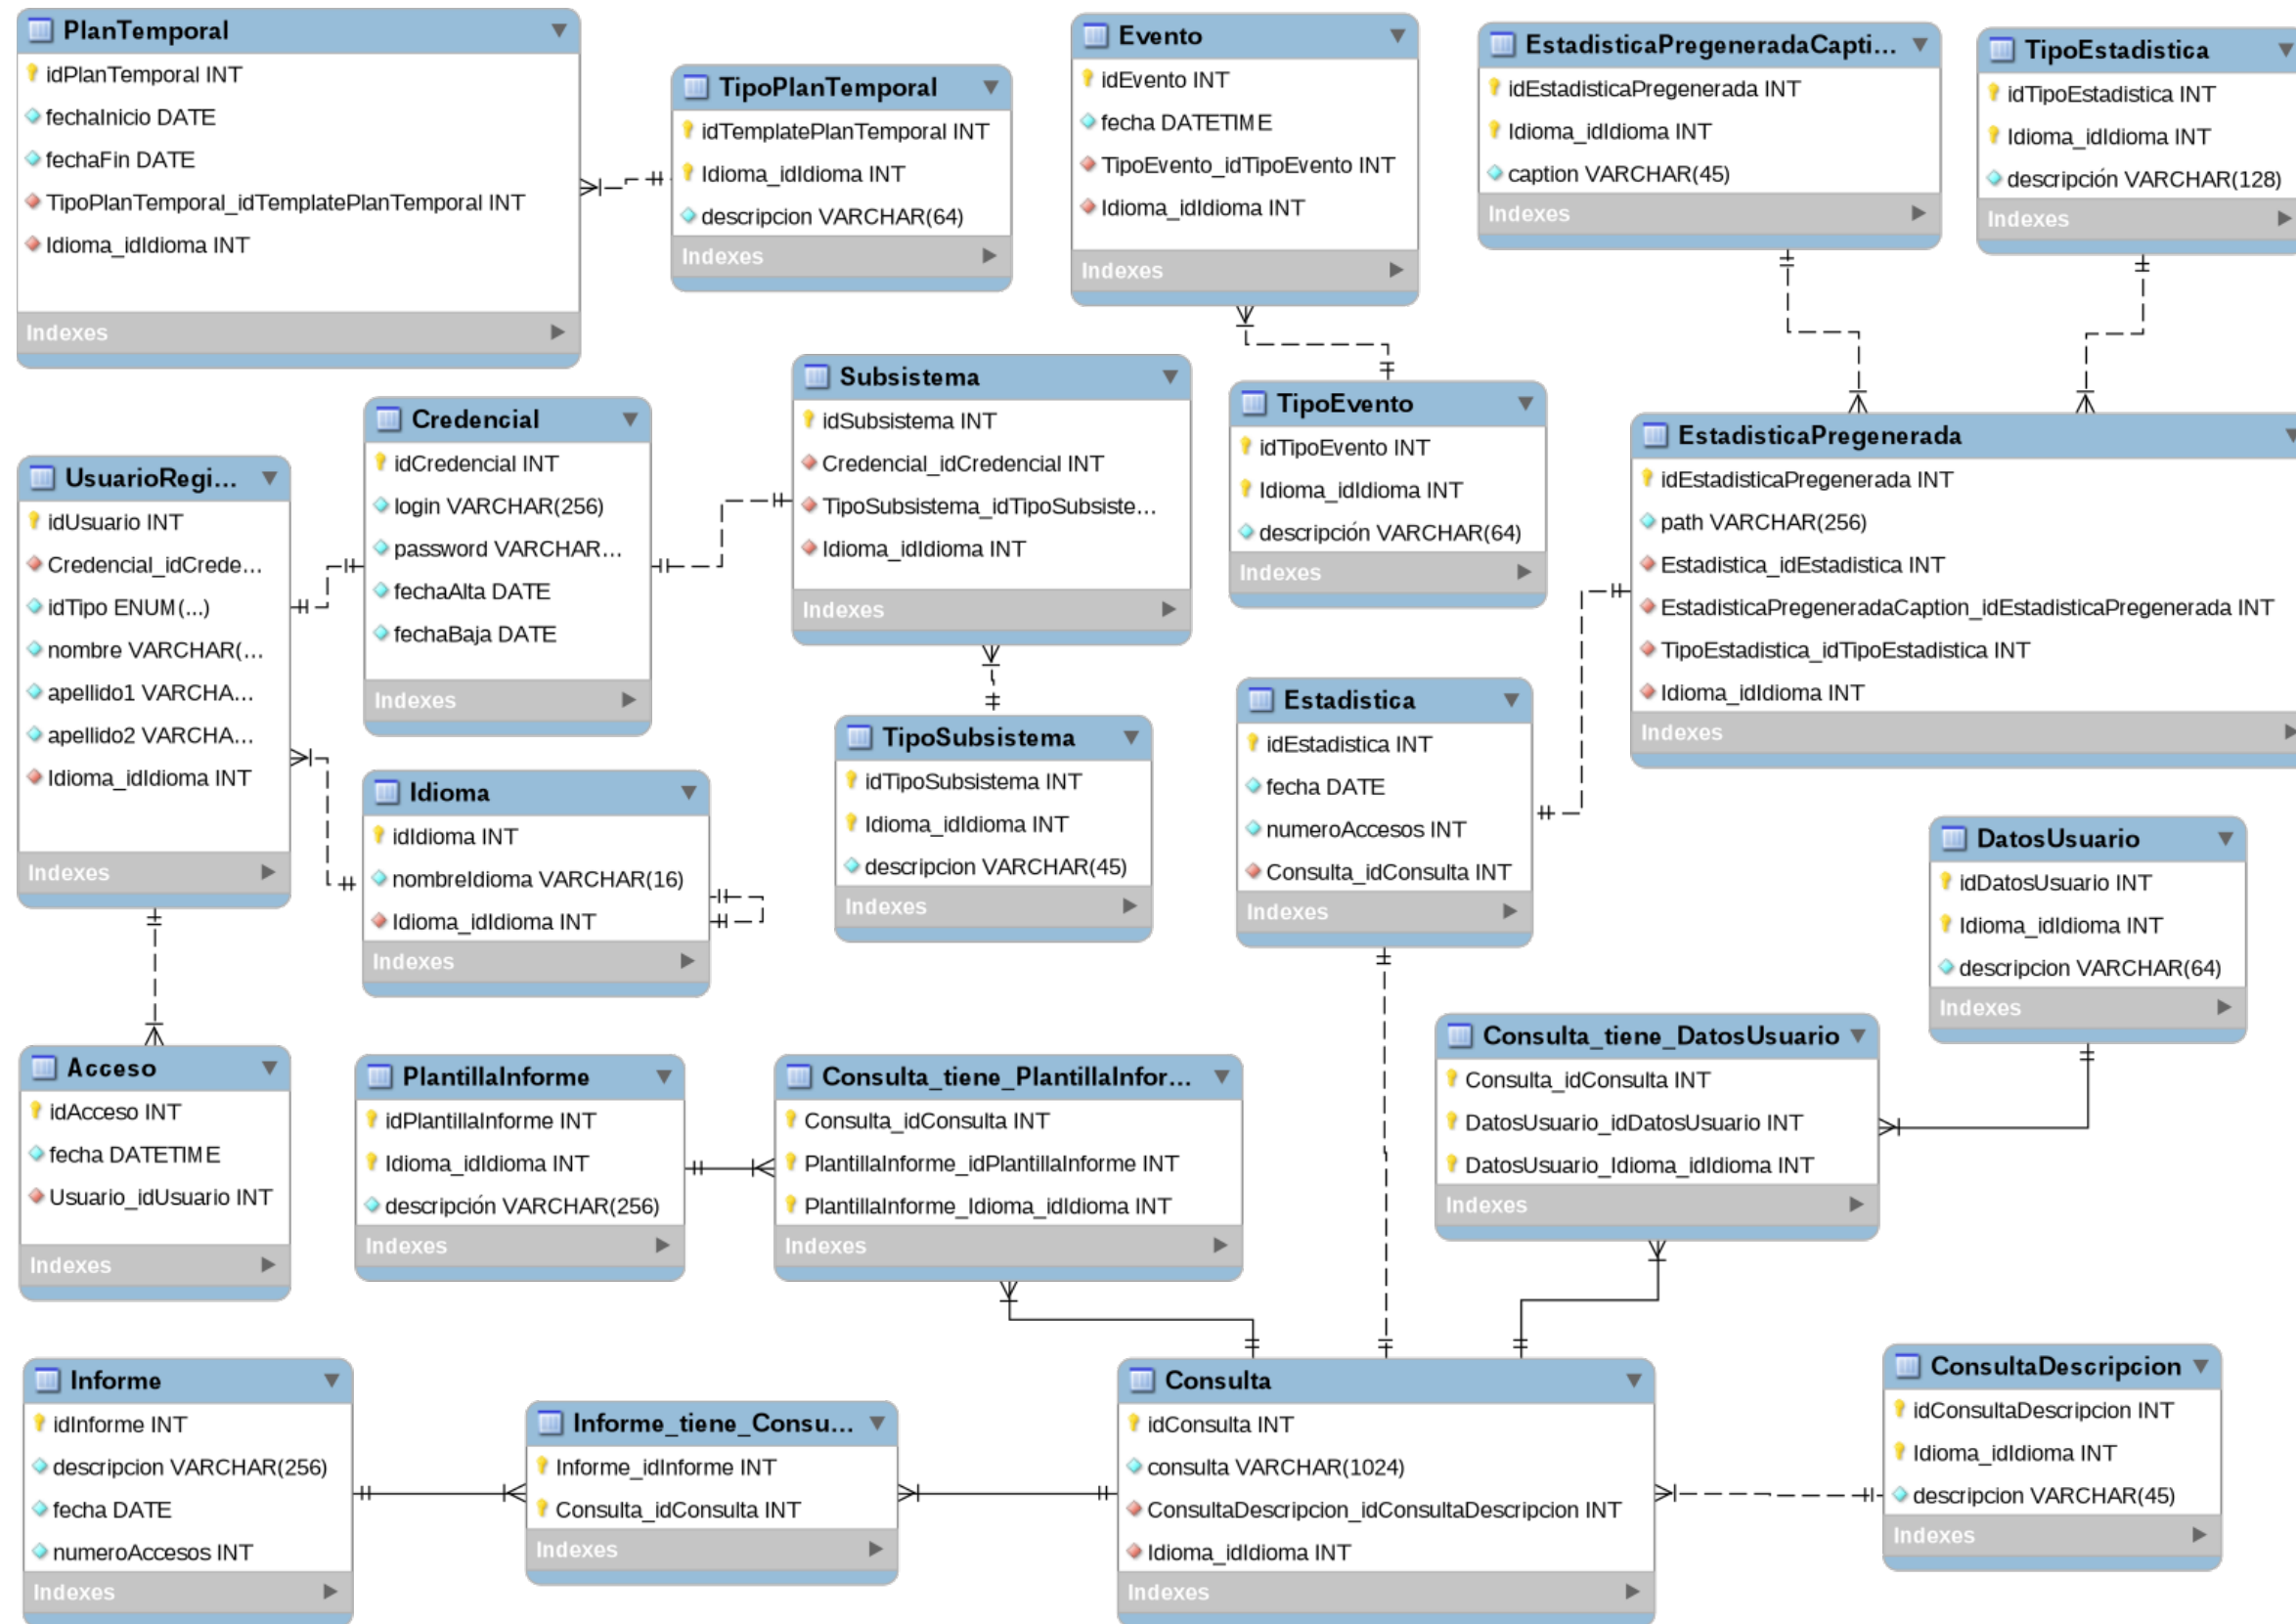 PlanTemporal
idPlanTemporal INT
fechaInicio DATE
fechaFin DATE
TipoPlanTemporal_idTemplatePlanTemporal INT
Idioma_idIdioma INT
Indexes
TipoPlanTemporal
idTemplatePlanTemporal INT
Idioma_idIdioma INT
descripcion VARCHAR(64)
Indexes
Evento
idEvento INT
fecha DATETIME
TipoEvento_idTipoEvento INT
Idioma_idIdioma INT
Indexes
EstadisticaPregeneradaCapti...
idEstadisticaPregenerada INT
Idioma_idIdioma INT
caption VARCHAR(45)
Indexes
TipoEstadistica
idTipoEstadistica INT
Idioma_idIdioma INT
descripción VARCHAR(128)
Indexes
UsuarioRegi...
idUsuario INT
Credencial_idCrede...
idTipo ENUM(...)
nombre VARCHAR(...
apellido1 VARCHA...
apellido2 VARCHA...
Idioma_idIdioma INT
Indexes
Credencial
idCredencial INT
login VARCHAR(256)
password VARCHAR...
fechaAlta DATE
fechaBaja DATE
Indexes
Subsistema
idSubsistema INT
Credencial_idCredencial INT
TipoSubsistema_idTipoSubsiste...
Idioma_idIdioma INT
Indexes
TipoEvento
idTipoEvento INT
Idioma_idIdioma INT
descripción VARCHAR(64)
Indexes
EstadisticaPregenerada
idEstadisticaPregenerada INT
path VARCHAR(256)
Estadistica_idEstadistica INT
EstadisticaPregeneradaCaption_idEstadisticaPregenerada INT
TipoEstadistica_idTipoEstadistica INT
Idioma_idIdioma INT
Indexes
Idioma
idIdioma INT
nombreIdioma VARCHAR(16)
Idioma_idIdioma INT
Indexes
TipoSubsistema
idTipoSubsistema INT
Idioma_idIdioma INT
descripcion VARCHAR(45)
Indexes
Estadistica
idEstadistica INT
fecha DATE
numeroAccesos INT
Consulta_idConsulta INT
Indexes
DatosUsuario
idDatosUsuario INT
Idioma_idIdioma INT
descripcion VARCHAR(64)
Indexes
Acceso
idAcceso INT
fecha DATETIME
Usuario_idUsuario INT
Indexes
PlantillaInforme
idPlantillaInforme INT
Idioma_idIdioma INT
descripción VARCHAR(256)
Indexes
Consulta_tiene_PlantillaInfor...
Consulta_idConsulta INT
PlantillaInforme_idPlantillaInforme INT
PlantillaInforme_Idioma_idIdioma INT
Indexes
Consulta_tiene_DatosUsuario
Consulta_idConsulta INT
DatosUsuario_idDatosUsuario INT
DatosUsuario_Idioma_idIdioma INT
Indexes
Informe
idInforme INT
descripcion VARCHAR(256)
fecha DATE
numeroAccesos INT
Indexes
Informe_tiene_Consu...
Informe_idInforme INT
Consulta_idConsulta INT
Indexes
Consulta
idConsulta INT
consulta VARCHAR(1024)
ConsultaDescripcion_idConsultaDescripcion INT
Idioma_idIdioma INT
Indexes
ConsultaDescripcion
idConsultaDescripcion INT
Idioma_idIdioma INT
descripcion VARCHAR(45)
Indexes